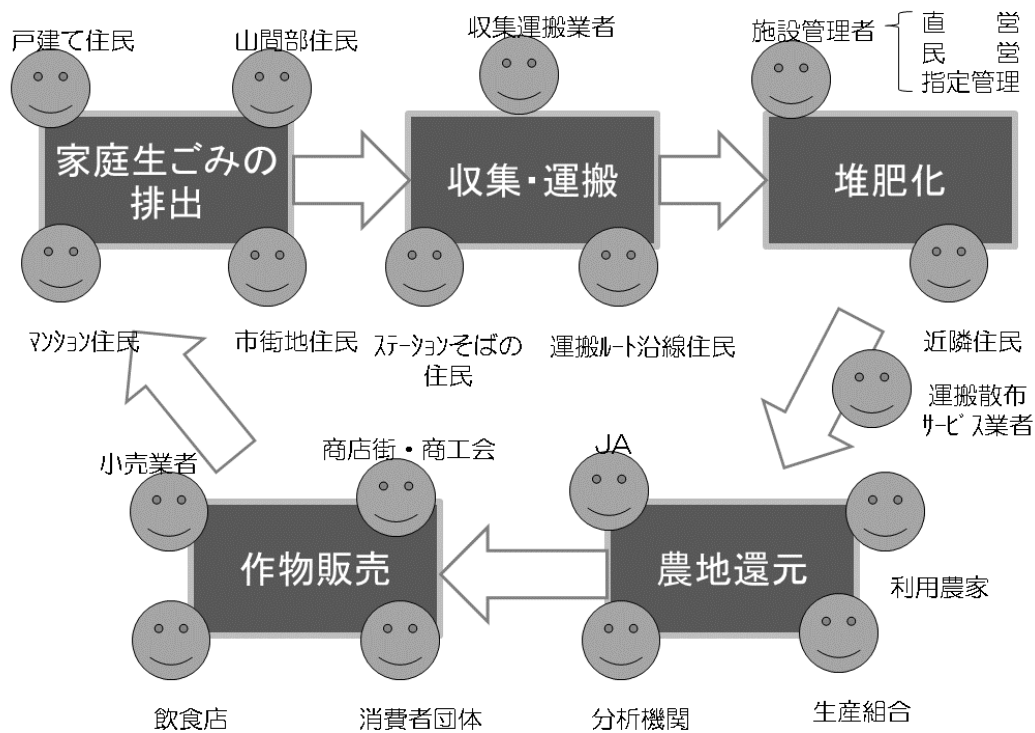 戸建て住民
山間部住民
収集運搬業者
施設管理者
直　営
民　営
指定管理
家庭生ごみの
排出
収集・運搬
堆肥化
マンション住民
市街地住民
ステーションそばの
住民
運搬ルート沿線住民
近隣住民
運搬散布
サービス業者
小売業者
商店街・商工会
JA
作物販売
農地還元
利用農家
飲食店
消費者団体
分析機関
生産組合